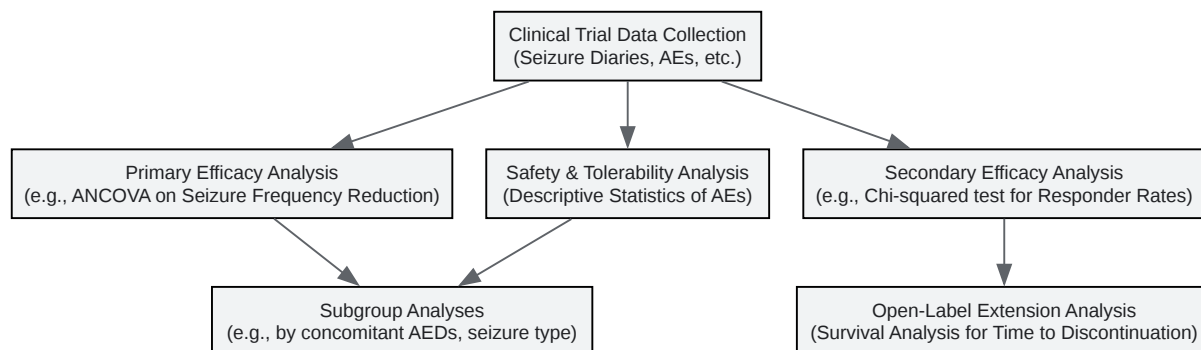 Clinical Trial Data Collection
(Seizure Diaries, AEs, etc.)
Primary Efficacy Analysis
(e.g., ANCOVA on Seizure Frequency Reduction)
Safety & Tolerability Analysis
(Descriptive Statistics of AEs)
Secondary Efficacy Analysis
(e.g., Chi-squared test for Responder Rates)
Subgroup Analyses
(e.g., by concomitant AEDs, seizure type)
Open-Label Extension Analysis
(Survival Analysis for Time to Discontinuation)